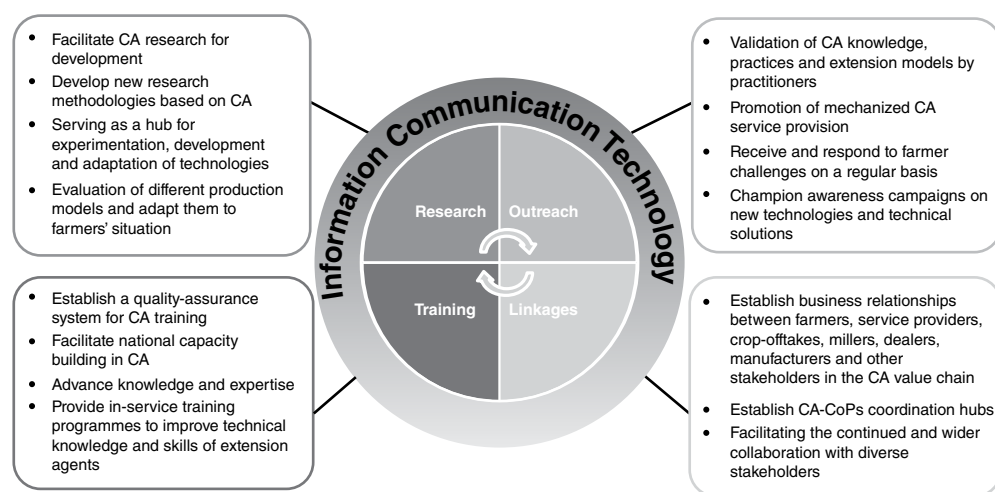 • Facilitate CA research for
development
• Develop new research
methodologies based on CA
• Serving as a hub for
experimentation, development
and adaptation of technologies
• Evaluation of different production
models and adapt them to
farmers' situation
• Validation of CA knowledge,
practices and extension models by
practitioners
• Promotion of mechanized CA
service provision
• Receive and respond to farmer
challenges on a regular basis
• Champion awareness campaigns on
new technologies and technical
solutions
Information Communication Technology
Research
Outreach
Training
Linkages
• Establish a quality-assurance
system for CA training
• Facilitate national capacity
building in CA
• Advance knowledge and expertise
• Provide in-service training
programmes to improve technical
knowledge and skills of extension
agents
• Establish business relationships
between farmers, service providers,
crop-offtakes, millers, dealers,
manufacturers and other
stakeholders in the CA value chain
• Establish CA-CoPs coordination hubs
• Facilitating the continued and wider
collaboration with diverse
stakeholders